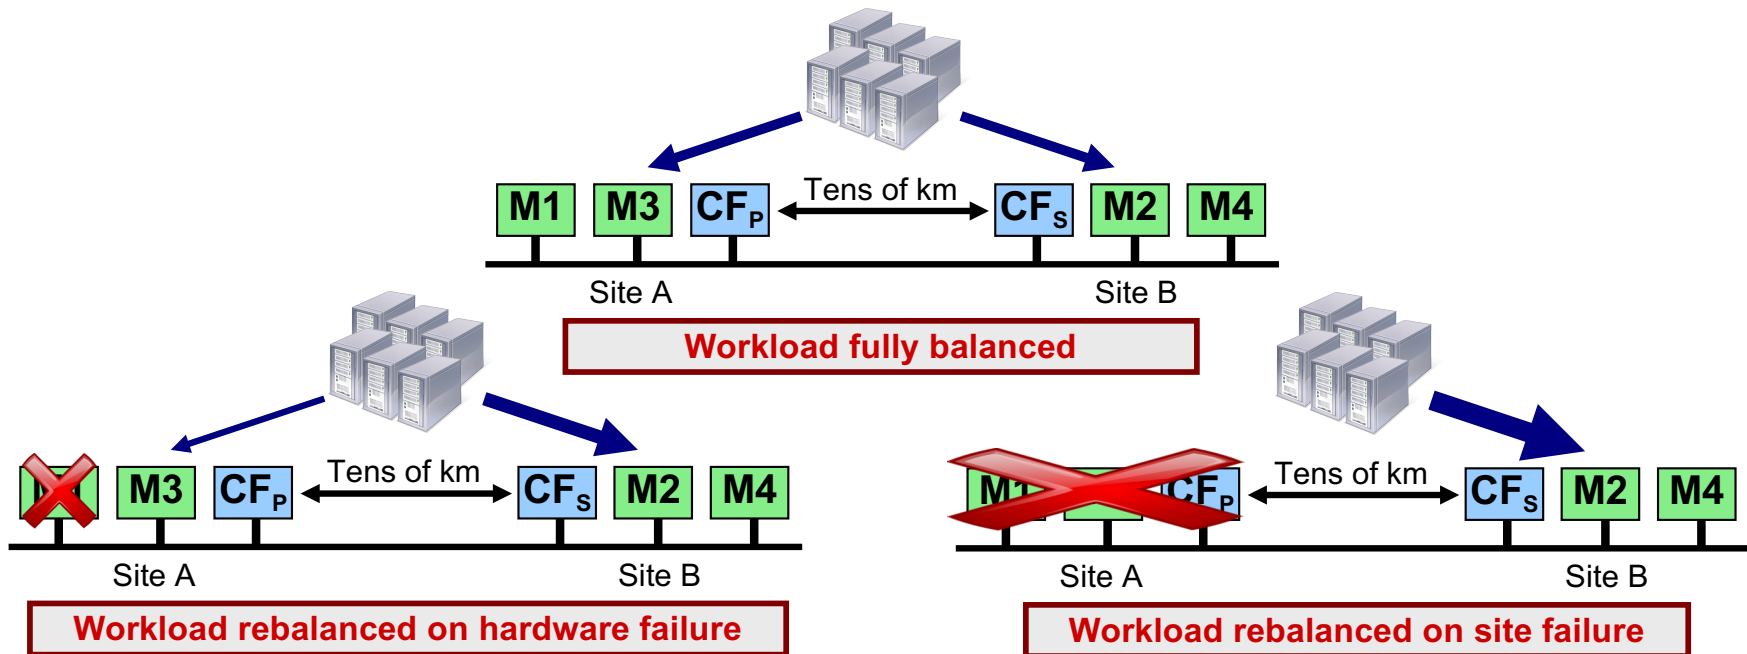 M1 M3 CFP Tens of km CFS M2 M4
Site A Site B
Workload fully balanced
M3 CFP Tens of km CFS M2 M4
Site A Site B
Workload rebalanced on hardware failure
M1 CFP Tens of km CFS M2 M4
Site A Site B
Workload rebalanced on site failure